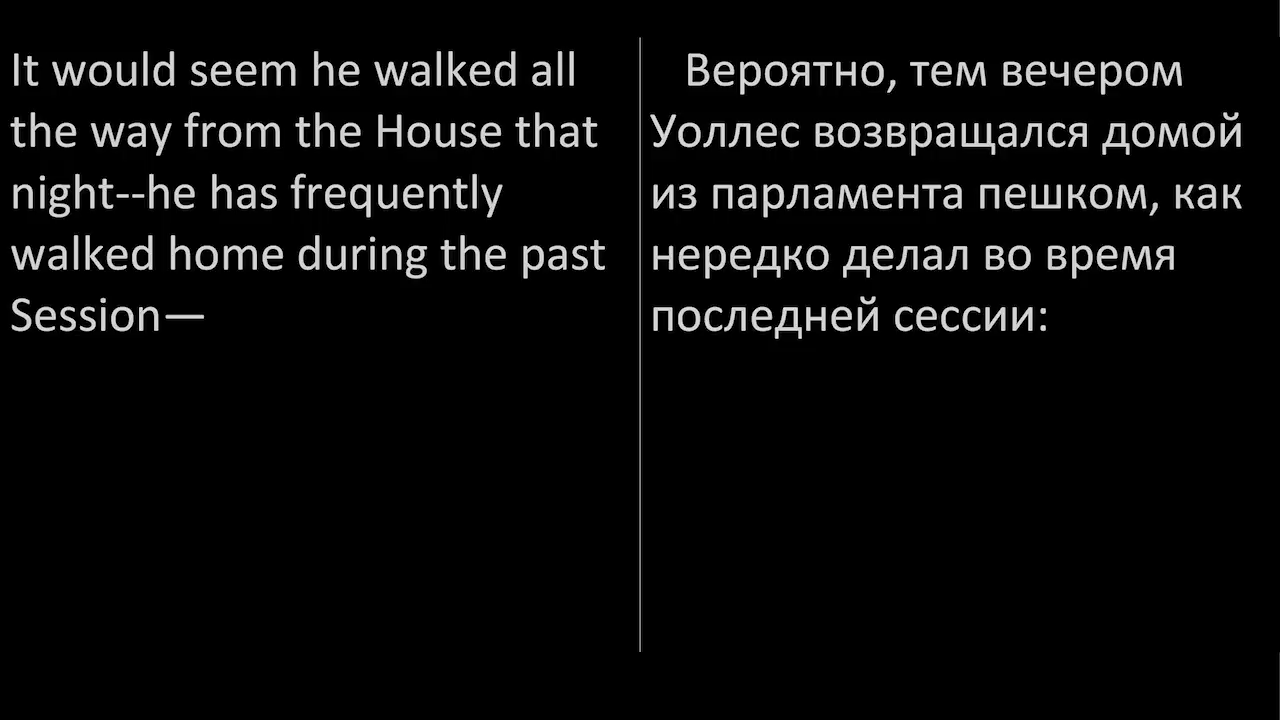 It would seem he walked all
the way from the House that
night--he has frequently
walked home during the past
Session—
Вероятно, тем вечером
Уоллес возвращался домой
из парламента пешком, как
нередко делал во время
последней сессии: